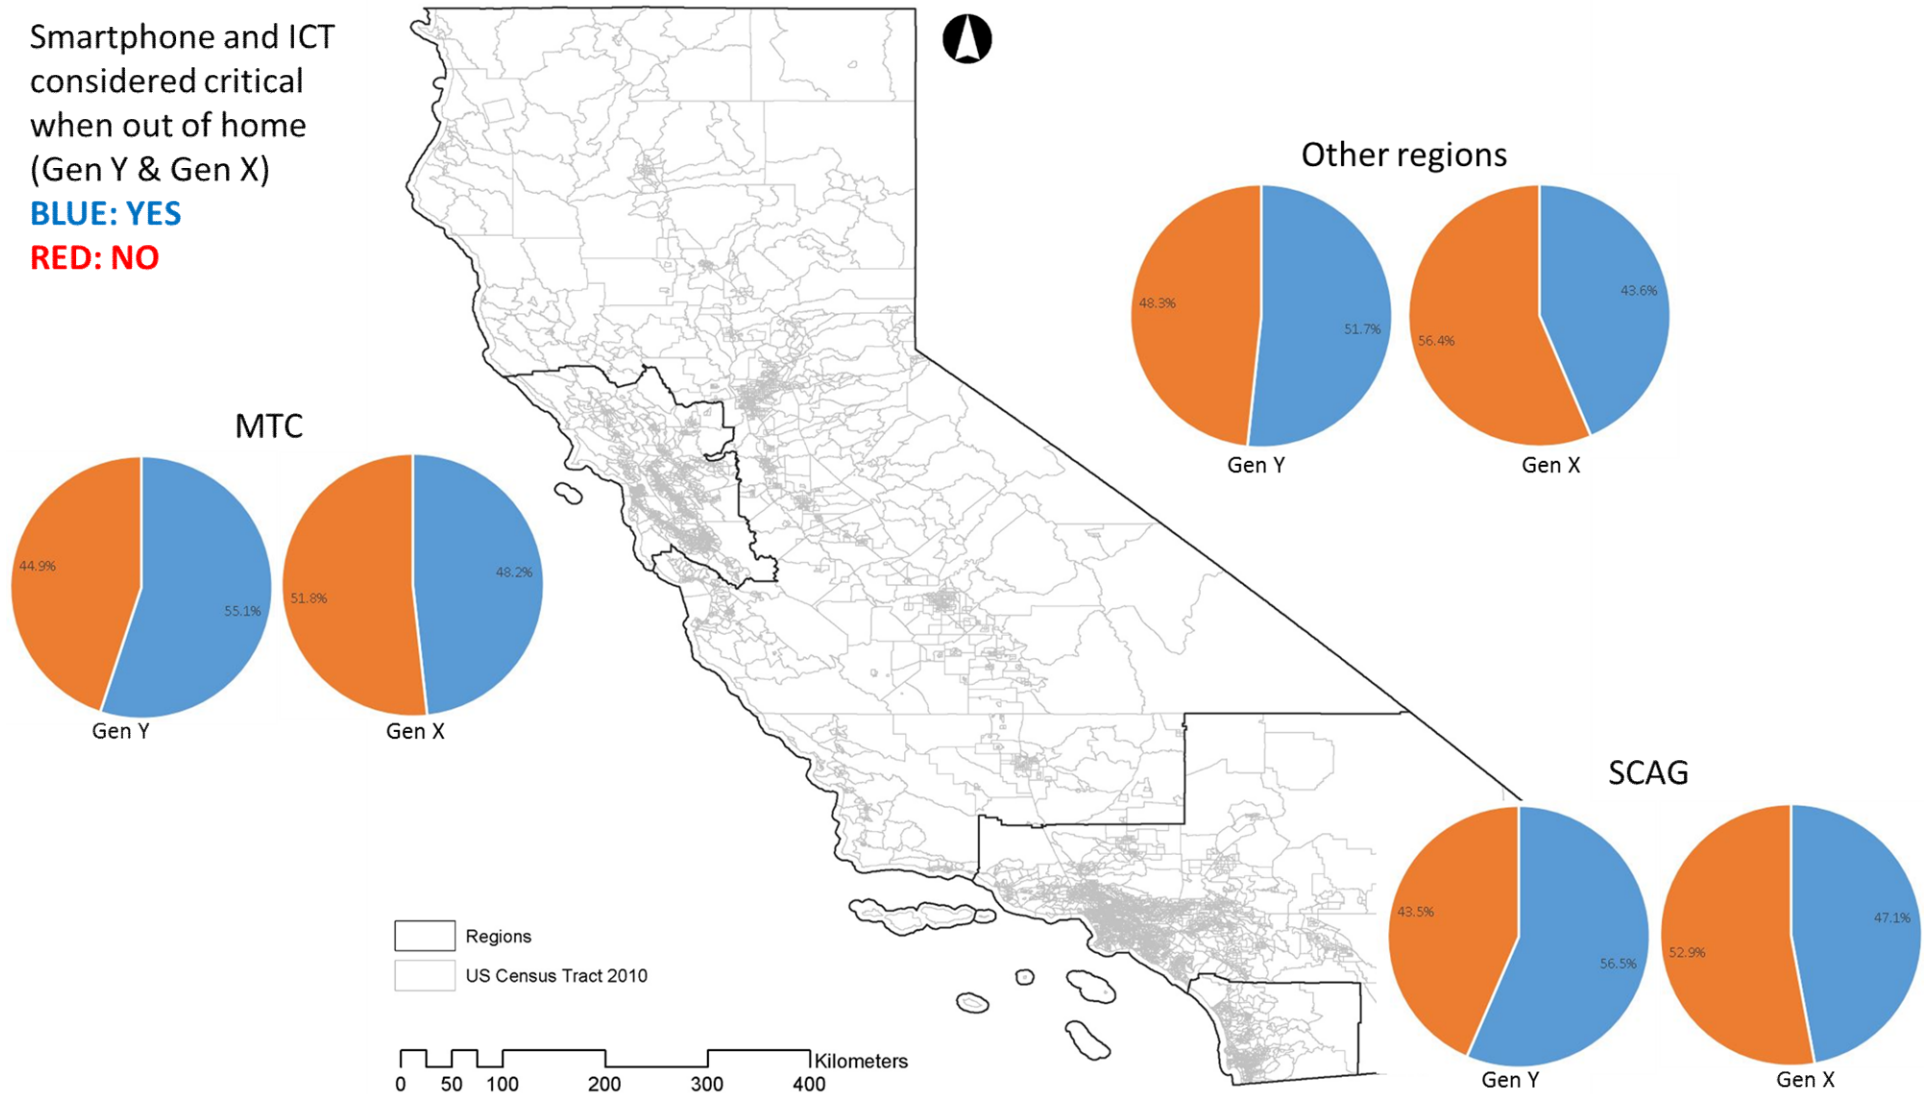 Smartphone and ICT
considered critical
when out of home
(Gen Y & Gen X)
BLUE: YES
RED: NO
Other regions
48.3%
51.7%
56.4%
43.6%
Gen Y
Gen X
MTC
44.9%
55.1%
51.8%
48.2%
Gen Y
Gen X
SCAG
43.5%
56.5%
52.9%
47.1%
Gen Y
Gen X
Regions
US Census Tract 2010
Kilometers
0 50 100 200 300 400